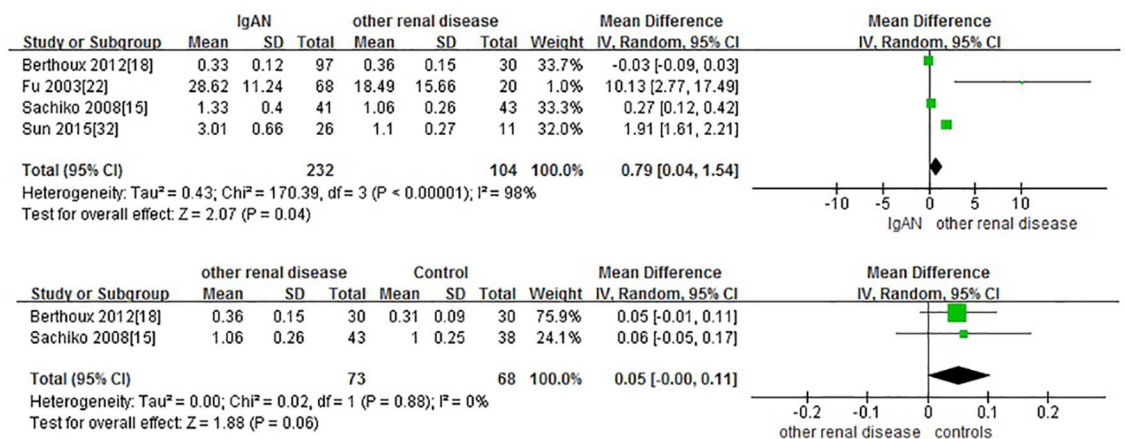 IgAN other renal disease Mean Difference Mean Difference
Study or Subgroup Mean SD Total Mean SD Total Weight IV, Random, 95% CI IV, Random, 95% CI
Berthoux 2012[18] 0.33 0.12 97 0.36 0.15 30 33.7% -0.03 [-0.09, 0.03]
Fu 2003[22] 28.62 11.24 68 18.49 15.66 20 1.0% 10.13 [2.77, 17.49]
Sachiko 2008[15] 1.33 0.4 41 1.06 0.26 43 33.3% 0.27 [0.12, 0.42]
Sun 2015[32] 3.01 0.66 26 1.1 0.27 11 32.0% 1.91 [1.61, 2.21]
Total (95% CI) 232 104 100.0% 0.79 [0.04, 1.54]
Heterogeneity: Tau² = 0.43; Chi² = 170.39, df = 3 (P < 0.00001); I² = 98%
Test for overall effect: Z = 2.07 (P = 0.04)
-10 -5 0 5 10
IgAN other renal disease
other renal disease Control Mean Difference Mean Difference
Study or Subgroup Mean SD Total Mean SD Total Weight IV, Random, 95% CI IV, Random, 95% CI
Berthoux 2012[18] 0.36 0.15 30 0.31 0.09 30 75.9% 0.05 [-0.01, 0.11]
Sachiko 2008[15] 1.06 0.26 43 1 0.25 38 24.1% 0.06 [-0.05, 0.17]
Total (95% CI) 73 68 100.0% 0.05 [-0.00, 0.11]
Heterogeneity: Tau² = 0.00; Chi² = 0.02, df = 1 (P = 0.88); I² = 0%
Test for overall effect: Z = 1.88 (P = 0.06)
-0.2 -0.1 0 0.1 0.2
other renal disease controls